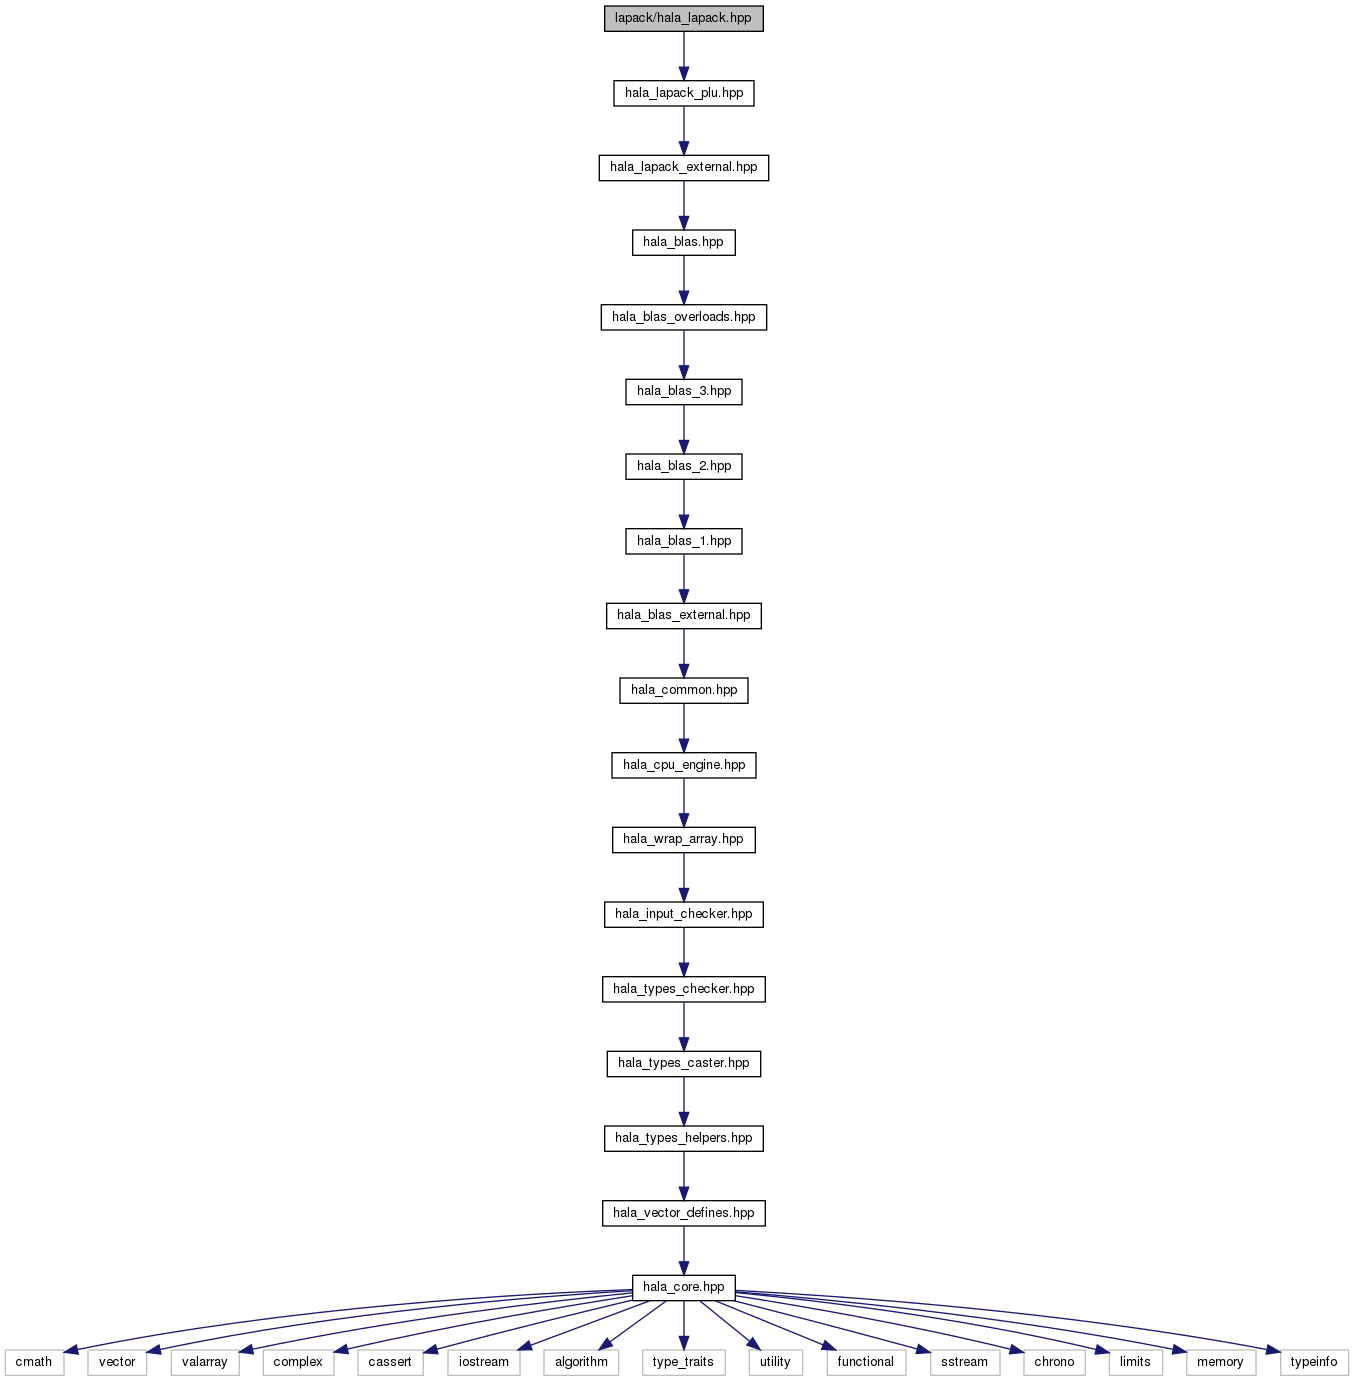 lapack/hala_lapack.hpp
hala_lapack_plu.hpp
hala_lapack_external.hpp
hala_blas.hpp
hala_blas_overloads.hpp
hala_blas_3.hpp
hala_blas_2.hpp
hala_blas_1.hpp
hala_blas_external.hpp
hala_common.hpp
hala_cpu_engine.hpp
hala_wrap_array.hpp
hala_input_checker.hpp
hala_types_checker.hpp
hala_types_caster.hpp
hala_types_helpers.hpp
hala_vector_defines.hpp
hala_core.hpp
cmath vector valarray complex cassert iostream algorithm type_traits utility functional sstream chrono limits memory typeinfo